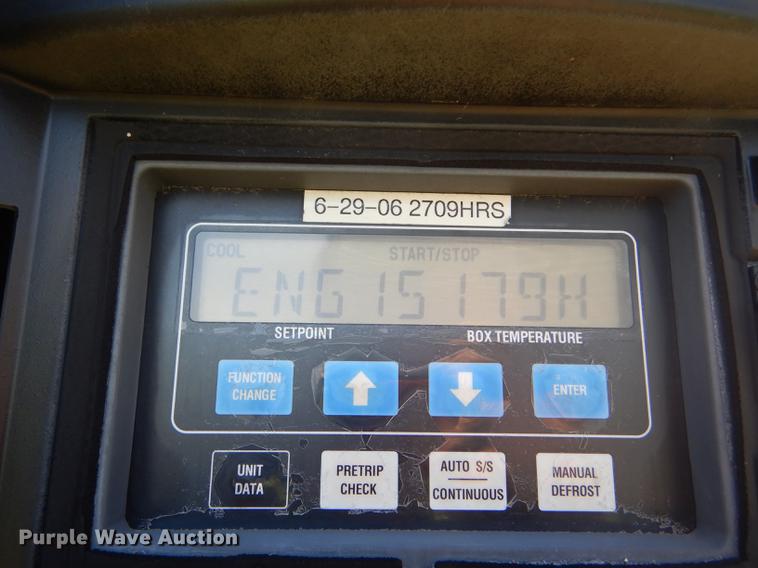 6-29-06 2709HRS
COOL START/STOP
ENG 15179H
SETPOINT BOX TEMPERATURE
FUNCTION CHANGE
ENTER
UNIT DATA
PRETRIP CHECK
AUTO S/S CONTINUOUS
MANUAL DEFROST
Purple Wave Auction